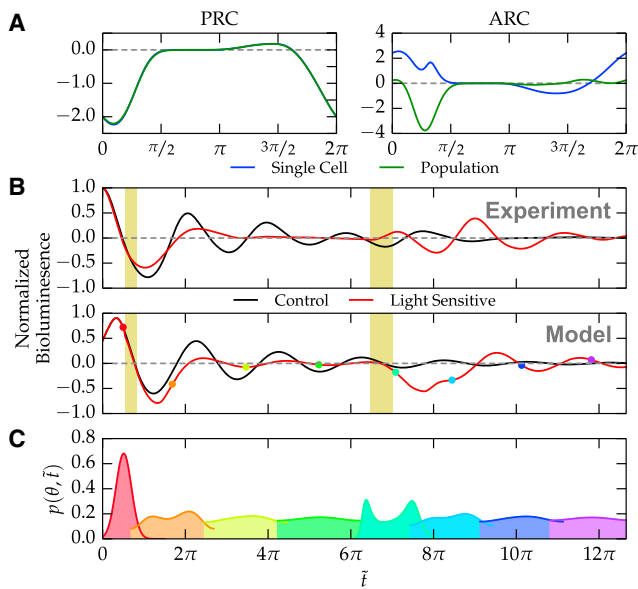 A
PRC
ARC
0.0
−1.0
−2.0
0 π/2 π 3π/2 2π
4
2
0
−2
−4
0 π/2 π 3π/2 2π
Single Cell Population
B
Normalized
Bioluminesence
1.0
0.5
0.0
−0.5
−1.0
Experiment
Control Light Sensitive
1.0
0.5
0.0
−0.5
−1.0
Model
C
p(θ, t̃)
0.8
0.6
0.4
0.2
0.0
0 2π 4π 6π 8π 10π 12π
t̃